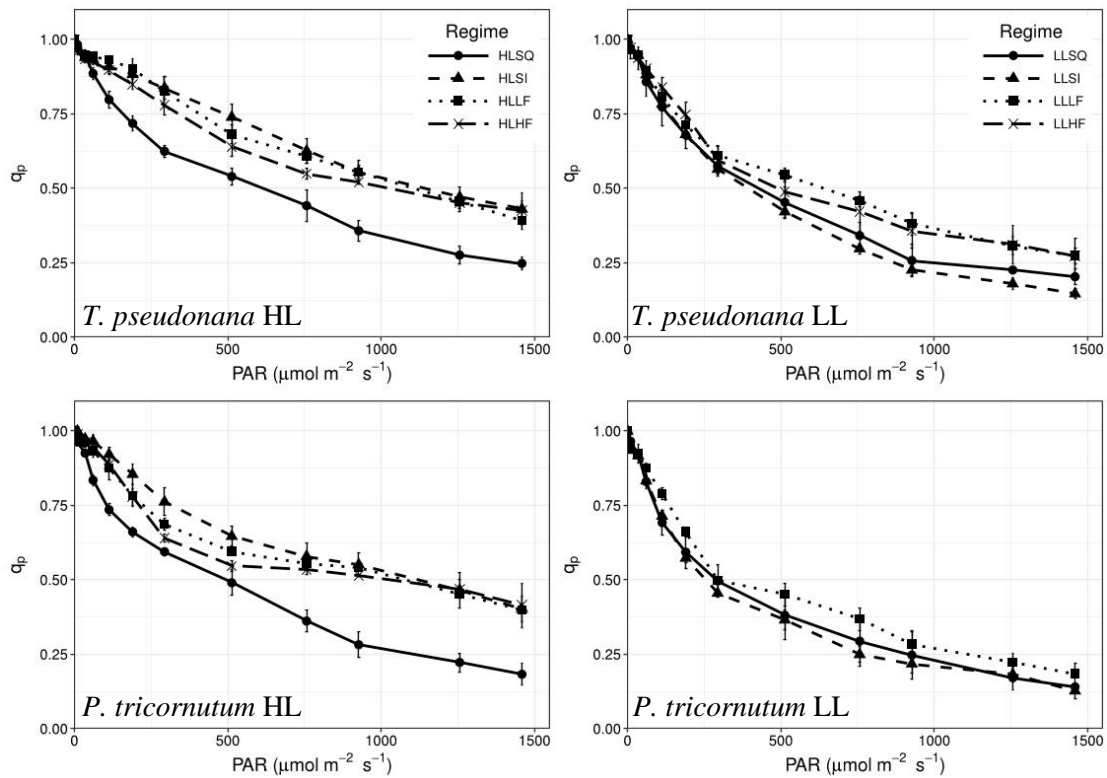 Regime
HLSQ
HLSI
HLLF
HLHF
1.00
0.75
0.50
0.25
0.00
qp
T. pseudonana HL
0 500 1000 1500
PAR (μmol m⁻² s⁻¹)
Regime
LLSQ
LLSI
LLLF
LLHF
1.00
0.75
0.50
0.25
0.00
qp
T. pseudonana LL
0 500 1000 1500
PAR (μmol m⁻² s⁻¹)
1.00
0.75
0.50
0.25
0.00
qp
P. tricornutum HL
0 500 1000 1500
PAR (μmol m⁻² s⁻¹)
1.00
0.75
0.50
0.25
0.00
qp
P. tricornutum LL
0 500 1000 1500
PAR (μmol m⁻² s⁻¹)